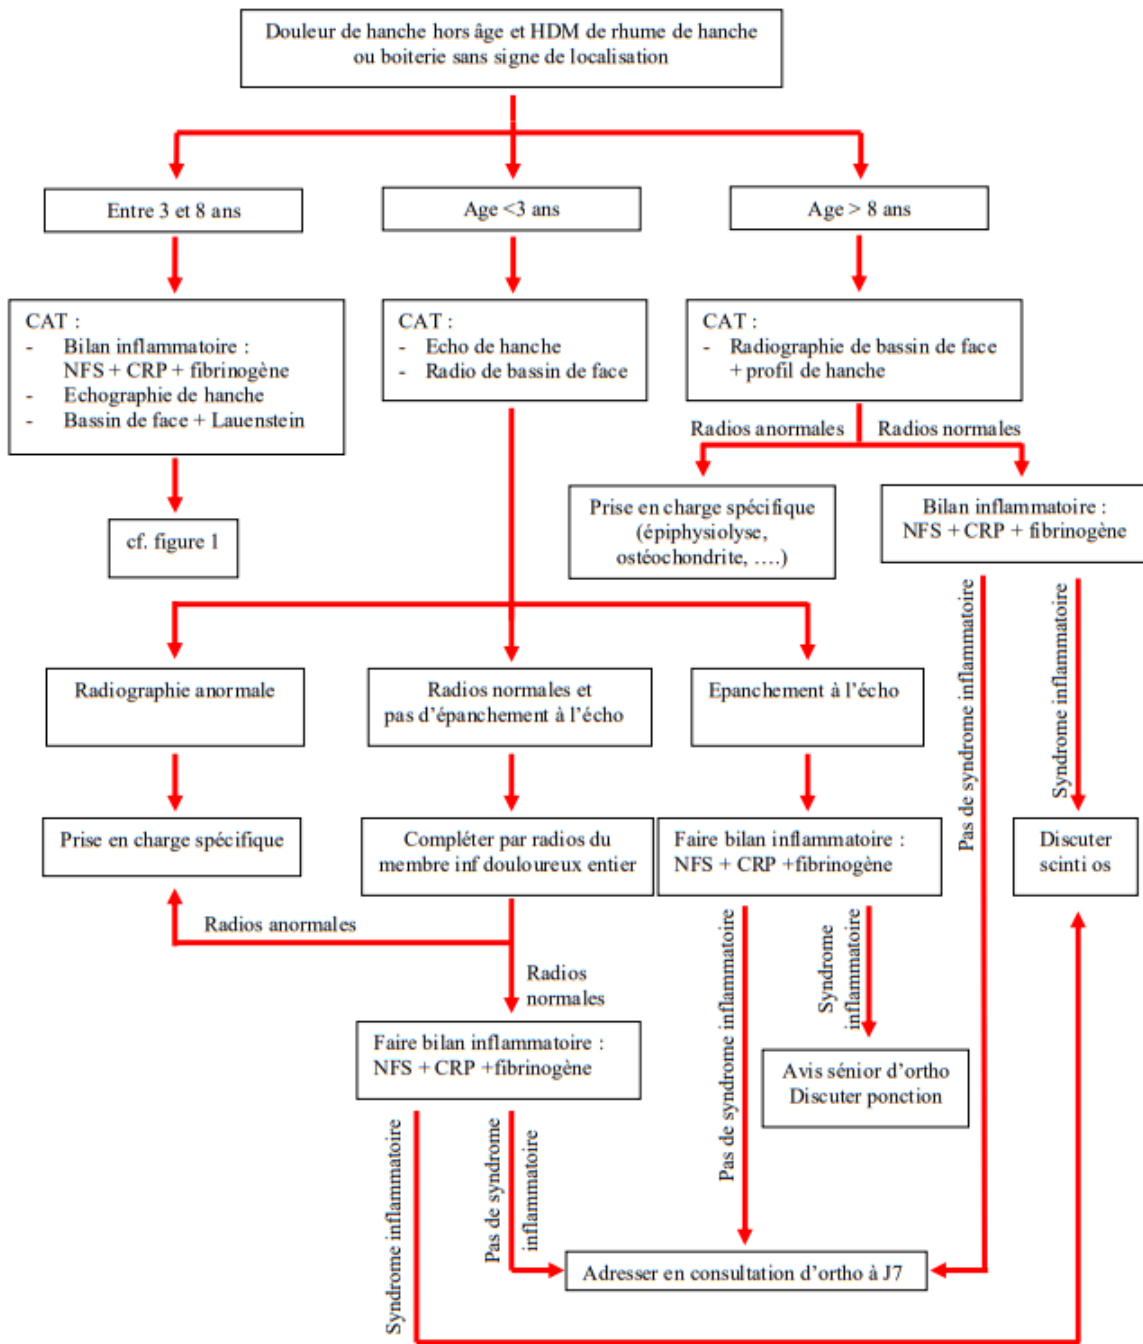 Douleur de hanche hors âge et HDM de rhume de hanche
ou boiterie sans signe de localisation
Entre 3 et 8 ans
Age <3 ans
Age > 8 ans
CAT :
- Bilan inflammatoire :
NFS + CRP + fibrinogène
- Echographie de hanche
- Bassin de face + Lauenstein
CAT :
- Echo de hanche
- Radio de bassin de face
CAT :
- Radiographie de bassin de face
+ profil de hanche
Radios anormales
Radios normales
cf. figure 1
Prise en charge spécifique
(épiphysiolyse,
ostéochondrite, ….)
Bilan inflammatoire :
NFS + CRP + fibrinogène
Pas de syndrome inflammatoire
Syndrome inflammatoire
Radiographie anormale
Radios normales et
pas d'épanchement à l'écho
Epanchement à l'écho
Prise en charge spécifique
Compléter par radios du
membre inf douloureux entier
Faire bilan inflammatoire :
NFS + CRP +fibrinogène
Discuter
scinti os
Radios anormales
Radios
normales
Pas de syndrome inflammatoire
Syndrome
inflammatoire
Faire bilan inflammatoire :
NFS + CRP +fibrinogène
Avis sénior d'ortho
Discuter ponction
Syndrome inflammatoire
Pas de syndrome
inflammatoire
Adresser en consultation d'ortho à J7